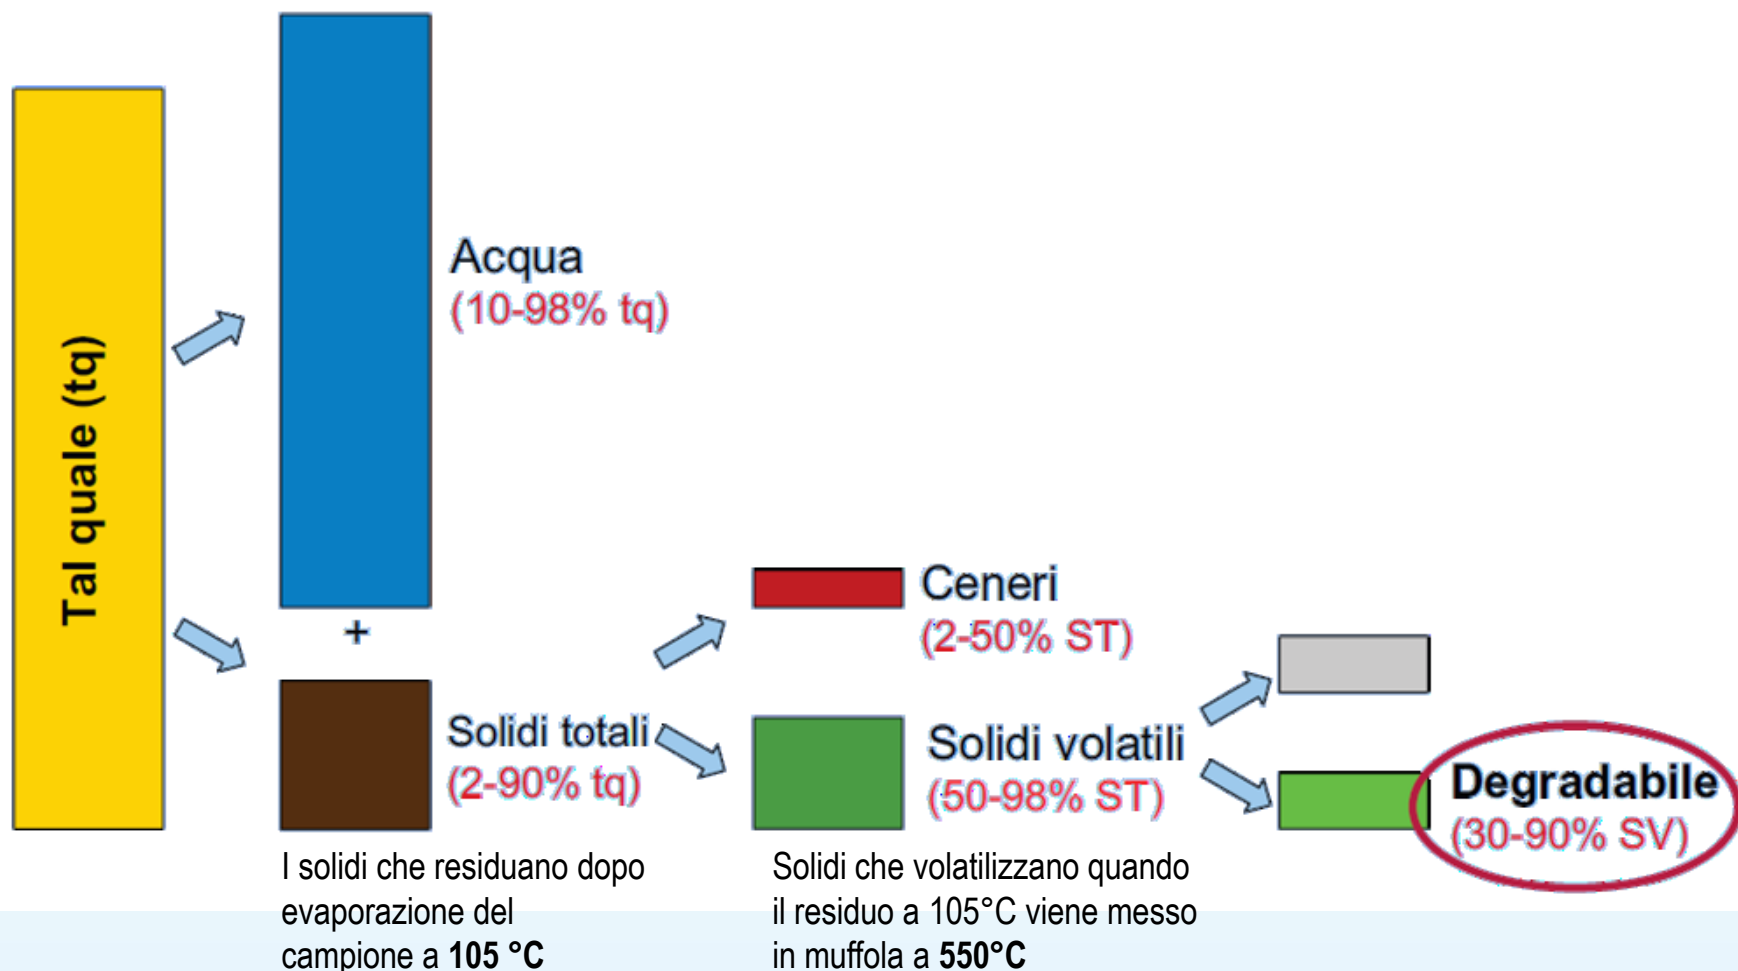 Tal quale (tq)
Acqua
(10-98% tq)
+
Solidi totali
(2-90% tq)
I solidi che residuano dopo
evaporazione del
campione a 105 °C
Ceneri
(2-50% ST)
Solidi volatili
(50-98% ST)
Solidi che volatilizzano quando
il residuo a 105°C viene messo
in muffola a 550°C
Degradabile
(30-90% SV)